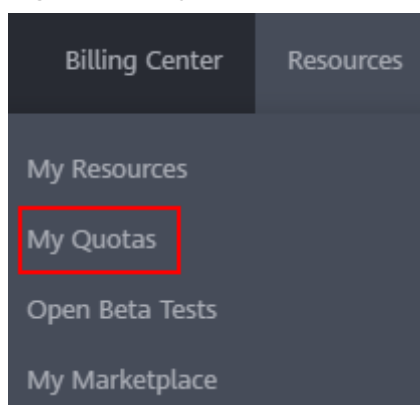 Billing Center Resources
My Resources
My Quotas
Open Beta Tests
My Marketplace